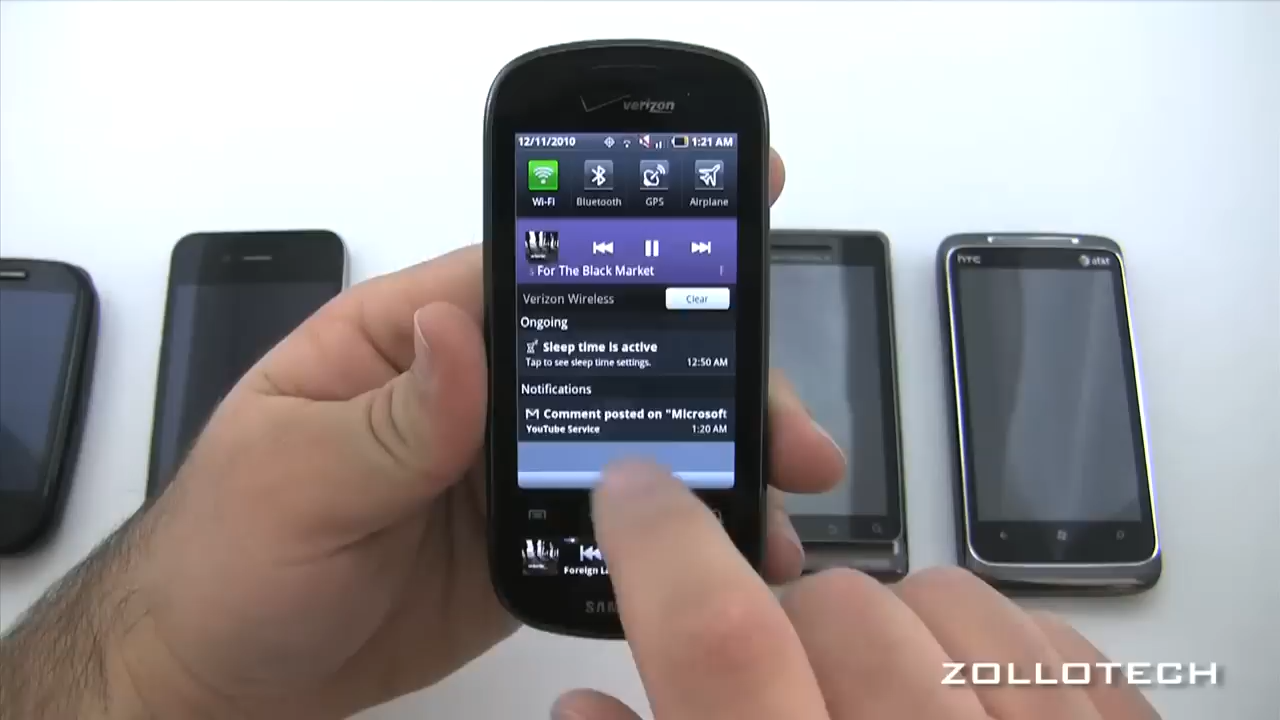 verizon
12/11/2010 1:21 AM
Wi-Fi Bluetooth GPS Airplane
For The Black Market
Verizon Wireless Clear
Ongoing
Sleep time is active
Tap to see sleep time settings. 12:50 AM
Notifications
Comment posted on "Microsoft
YouTube Service 1:20 AM
Foreign
SAM
hTC at&t
ZOLLOTECH